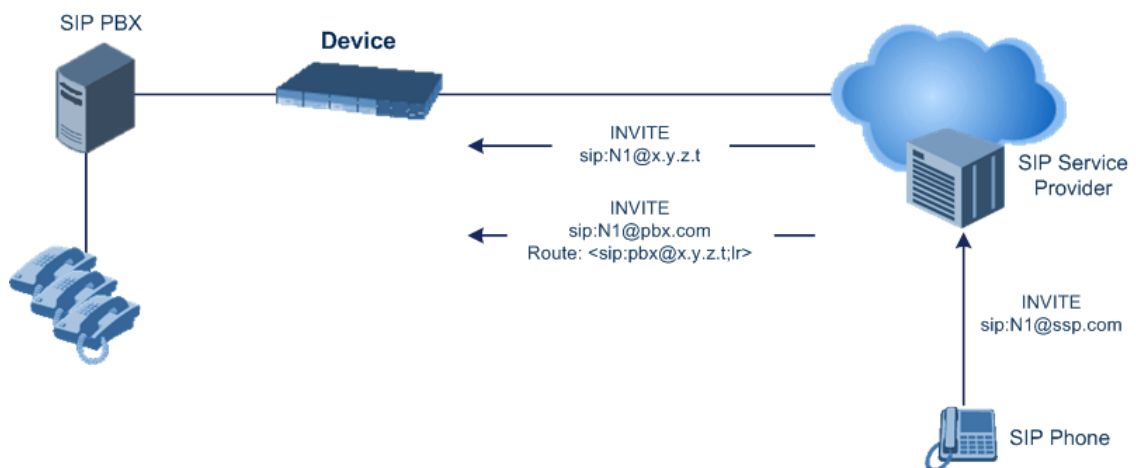 SIP PBX
Device
INVITE
sip:N1@x.y.z.t
SIP Service
Provider
INVITE
sip:N1@pbx.com
Route: <sip:pbx@x.y.z.t;lr>
INVITE
sip:N1@ssp.com
SIP Phone